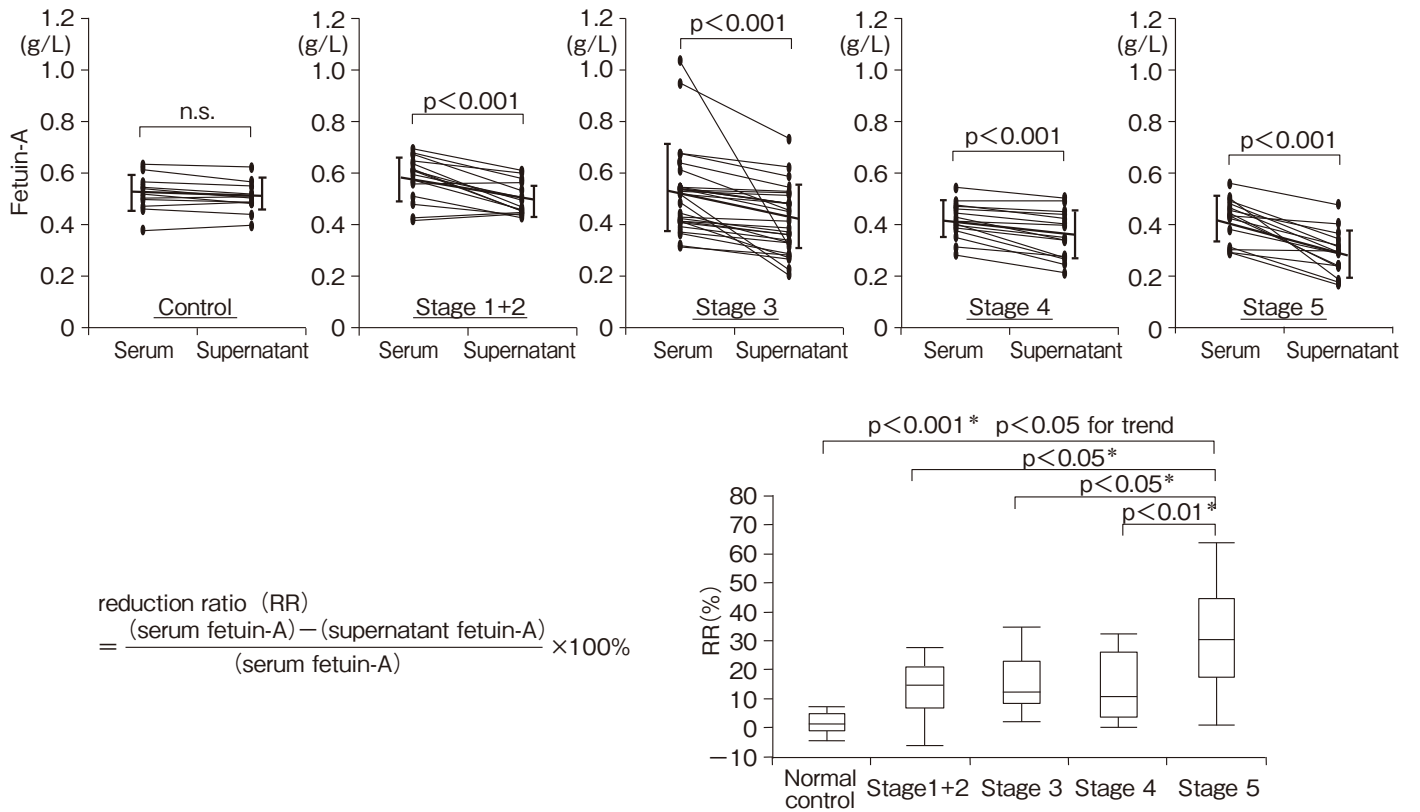 1.2
(g/L)
1.0
0.8
0.6
0.4
0.2
0
Fetuin-A
n.s.
Control
Serum Supernatant
1.2
(g/L)
1.0
0.8
0.6
0.4
0.2
0
p<0.001
Stage 1+2
Serum Supernatant
1.2
(g/L)
1.0
0.8
0.6
0.4
0.2
0
p<0.001
Stage 3
Serum Supernatant
1.2
(g/L)
1.0
0.8
0.6
0.4
0.2
0
p<0.001
Stage 4
Serum Supernatant
1.2
(g/L)
1.0
0.8
0.6
0.4
0.2
0
p<0.001
Stage 5
Serum Supernatant
reduction ratio (RR)
(serum fetuin-A)−(supernatant fetuin-A)
= ×100%
(serum fetuin-A)
p<0.001* p<0.05 for trend
p<0.05*
p<0.05*
p<0.01*
80
70
60
50
40
30
20
10
0
−10
RR(%)
Normal control
Stage1+2
Stage 3
Stage 4
Stage 5